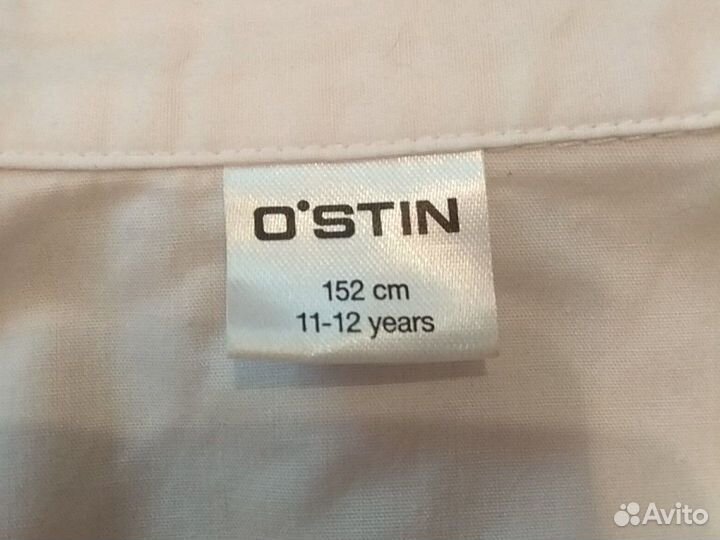 O'STIN
152 cm
11-12 years
Avito